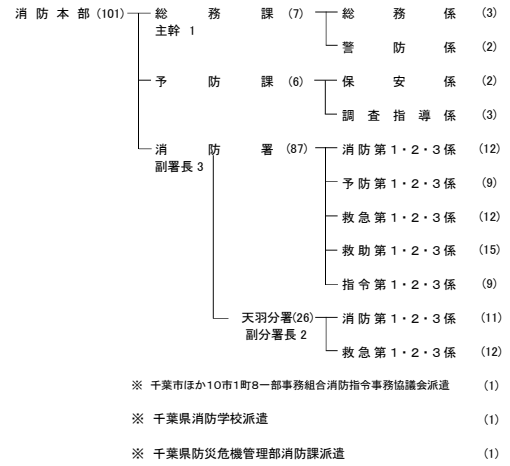 消防本部 (101) 総務課 (7) 総務係 (3)
主幹 1
警防係 (2)
予防課 (6) 保安係 (2)
調査指導係 (3)
消防署 (87) 消防第1・2・3係 (12)
副署長 3
予防第1・2・3係 (9)
救急第1・2・3係 (12)
救助第1・2・3係 (15)
指令第1・2・3係 (9)
天羽分署(26) 消防第1・2・3係 (11)
副分署長 2
救急第1・2・3係 (12)
※ 千葉市ほか10市1町8一部事務組合消防指令事務協議会派遣 (1)
※ 千葉県消防学校派遣 (1)
※ 千葉県防災危機管理部消防課派遣 (1)